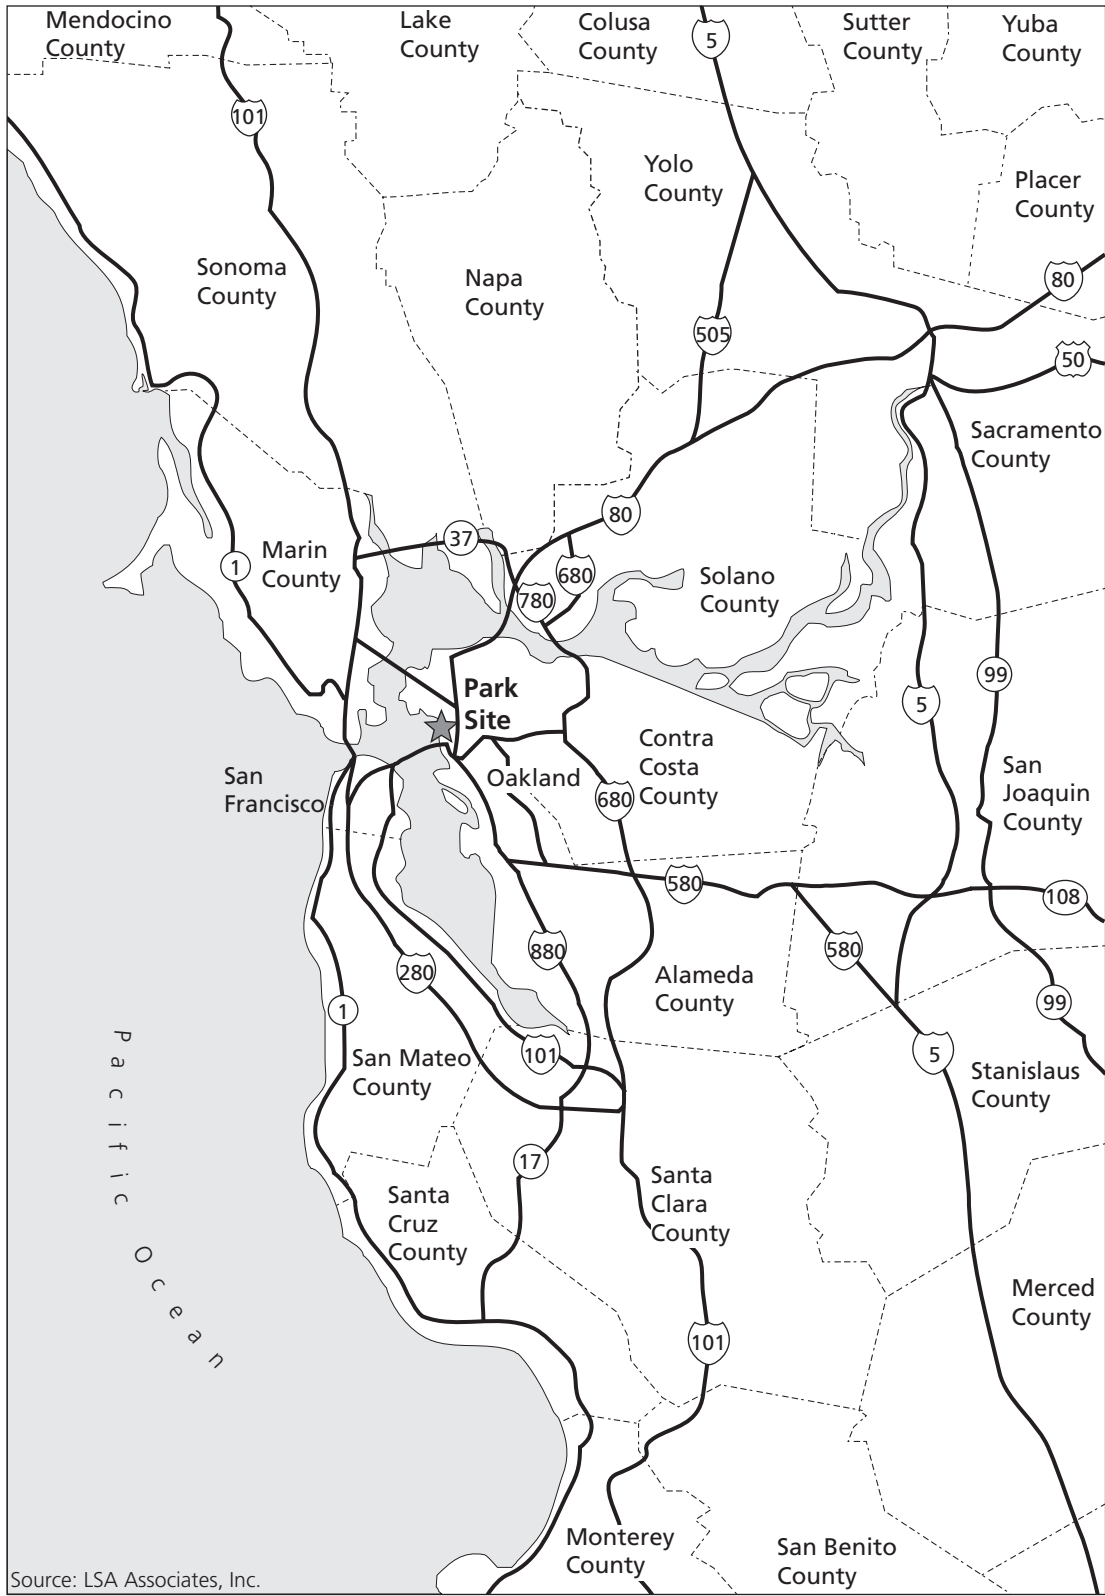 Mendocino
County
Lake
County
Colusa
County
5
Sutter
County
Yuba
County
101
Yolo
County
Placer
County
Sonoma
County
Napa
County
80
505
50
Sacramento
County
80
37
Marin
County
1
680
780
Solano
County
99
Park
Site
5
Contra
Costa
County
San
Francisco
Oakland
680
San
Joaquin
County
580
108
880
580
280
Alameda
County
99
1
101
5
San Mateo
County
Stanislaus
County
17
Santa
Cruz
County
Santa
Clara
County
Merced
County
101
Pacific Ocean
Monterey
County
San Benito
County
Source: LSA Associates, Inc.